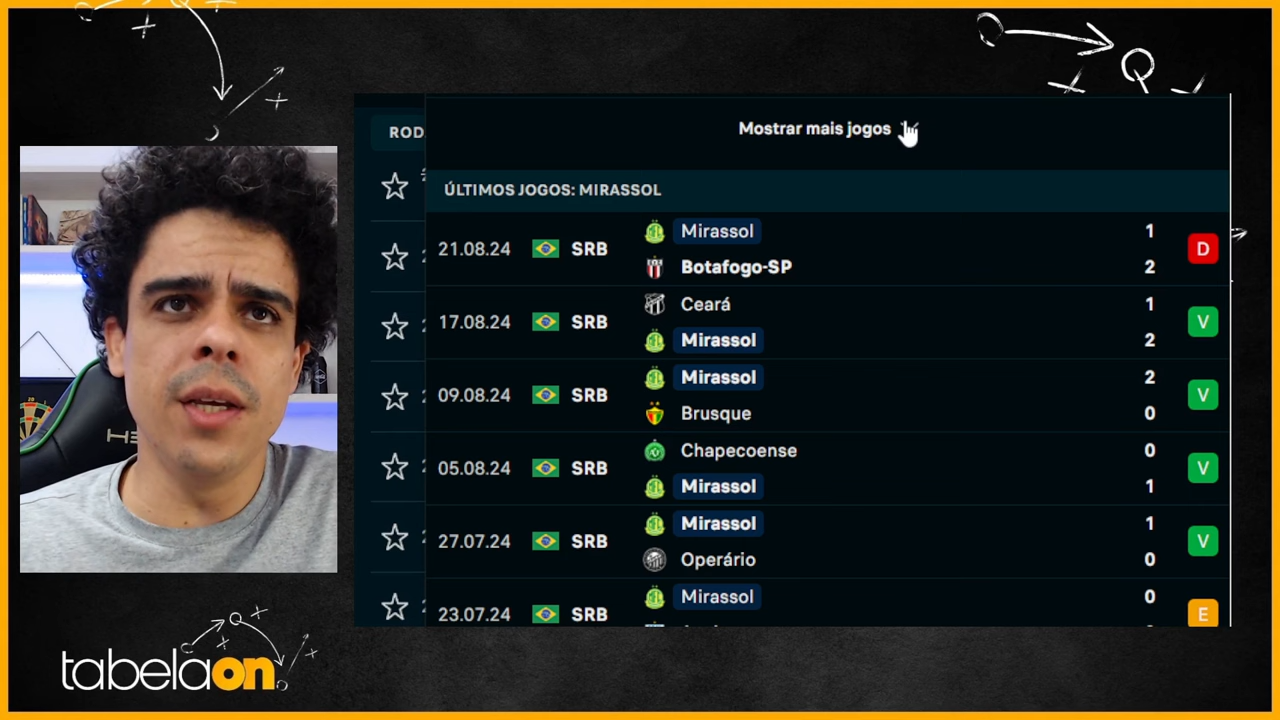 ROD
Mostrar mais jogos
ÚLTIMOS JOGOS: MIRASSOL
21.08.24 SRB Mirassol 1 D
Botafogo-SP 2
17.08.24 SRB Ceará 1 V
Mirassol 2
09.08.24 SRB Mirassol 2 V
Brusque 0
05.08.24 SRB Chapecoense 0 V
Mirassol 1
27.07.24 SRB Mirassol 1 V
Operário 0
23.07.24 SRB Mirassol 0 E
tabelaon